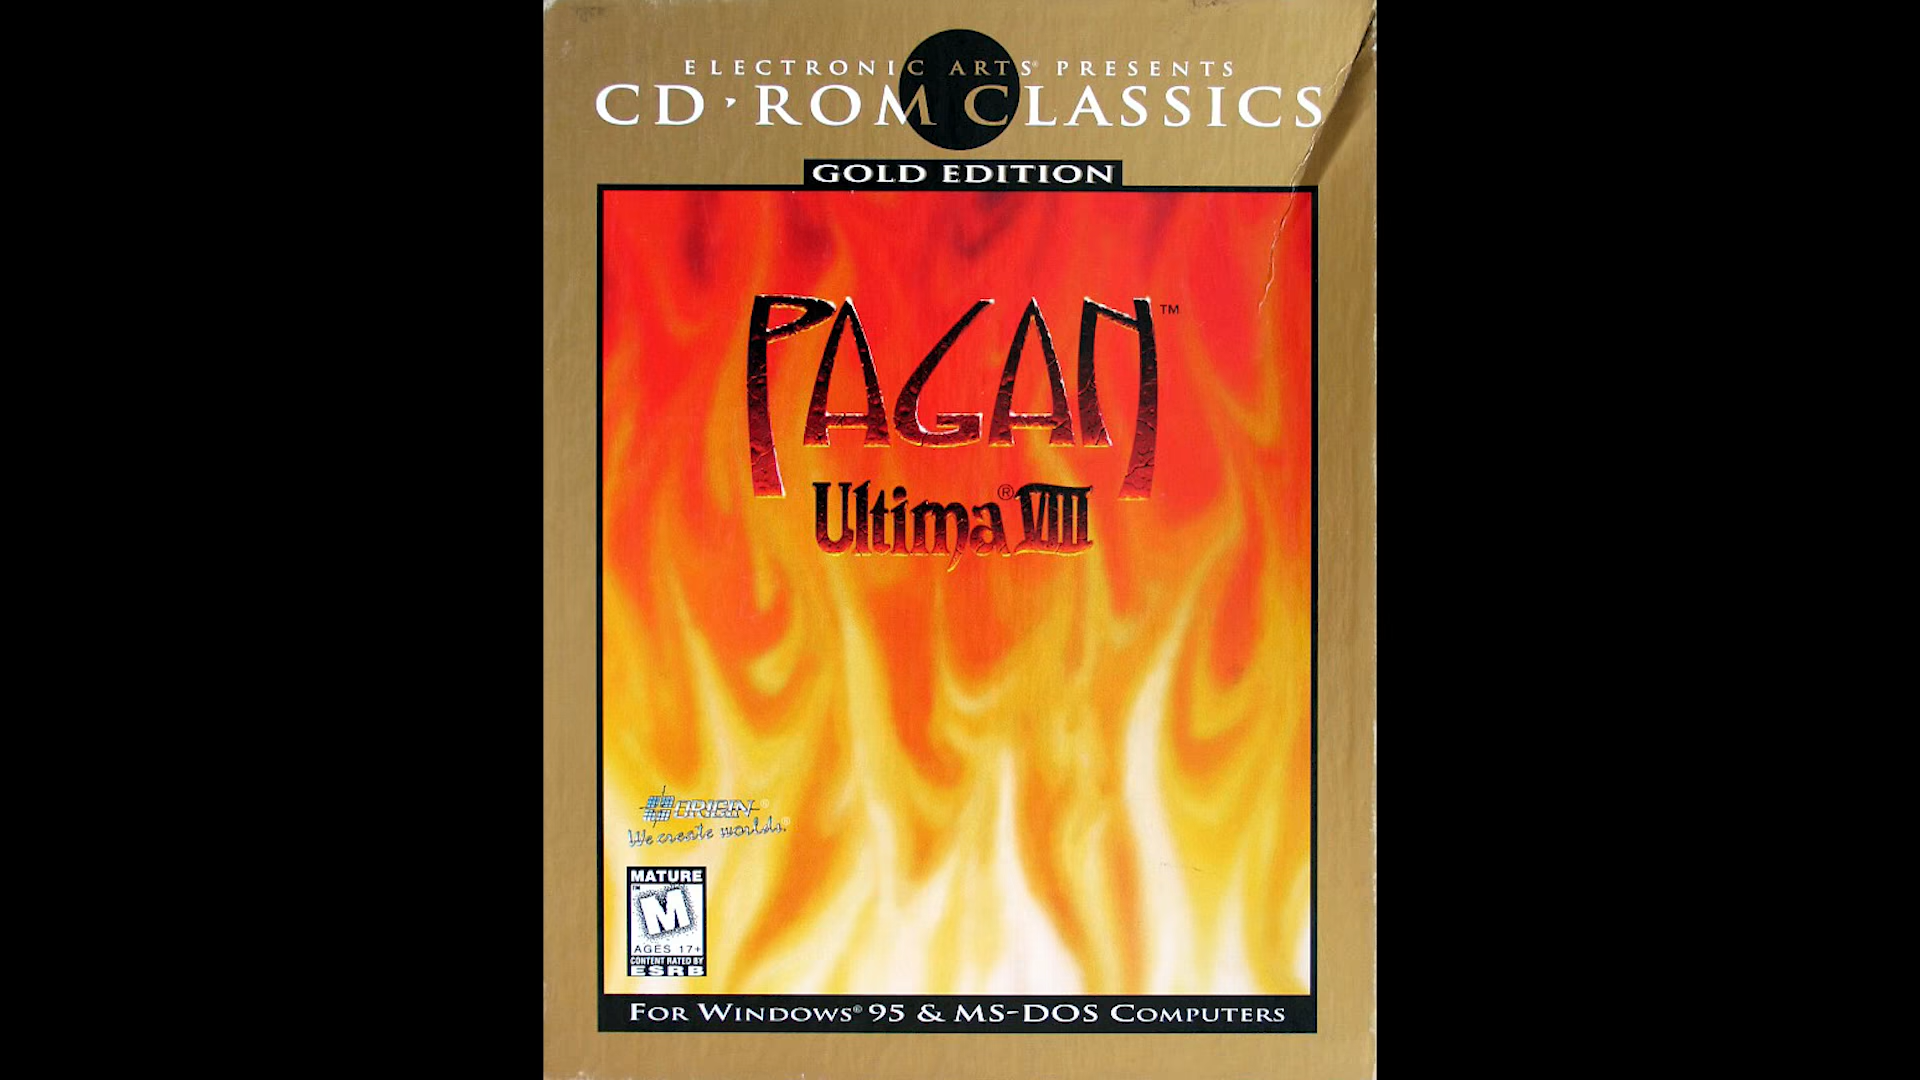 ELECTRONIC ARTS® PRESENTS
CD-ROM CLASSICS
GOLD EDITION
PAGAN™
Ultima® VIII
ORIGIN®
We create worlds.®
MATURE
M™
AGES 17+
CONTENT RATED BY
ESRB
FOR WINDOWS® 95 & MS-DOS COMPUTERS